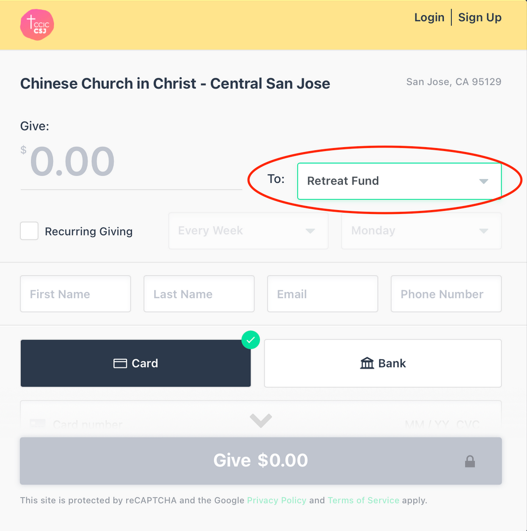 Login | Sign Up
†CCIC
CSJ
Chinese Church in Christ - Central San Jose
San Jose, CA 95129
Give:
$0.00
To: Retreat Fund
Recurring Giving
Every Week
Monday
First Name
Last Name
Email
Phone Number
Card
Bank
Card number
MM / YY CVC
Give $0.00
This site is protected by reCAPTCHA and the Google Privacy Policy and Terms of Service apply.